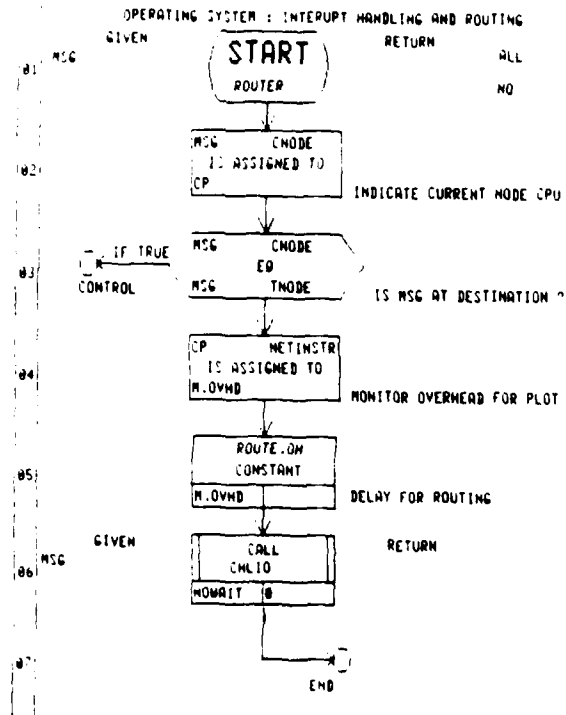 OPERATING SYSTEM : INTERUPT HANDLING AND ROUTING
GIVEN RETURN
01 MSG START ALL
ROUTER NO
02 MSG CNODE
IS ASSIGNED TO
CP
INDICATE CURRENT NODE CPU
03 IF TRUE MSG CNODE
EQ
CONTROL MSG TNODE
IS MSG AT DESTINATION ?
04 CP NETINSTR
IS ASSIGNED TO
M.OVHD
MONITOR OVERHEAD FOR PLOT
05 ROUTE.OH
CONSTANT
M.OVHD DELAY FOR ROUTING
GIVEN RETURN
06 MSG CALL
CHLIO
NOWAIT 0
07
END